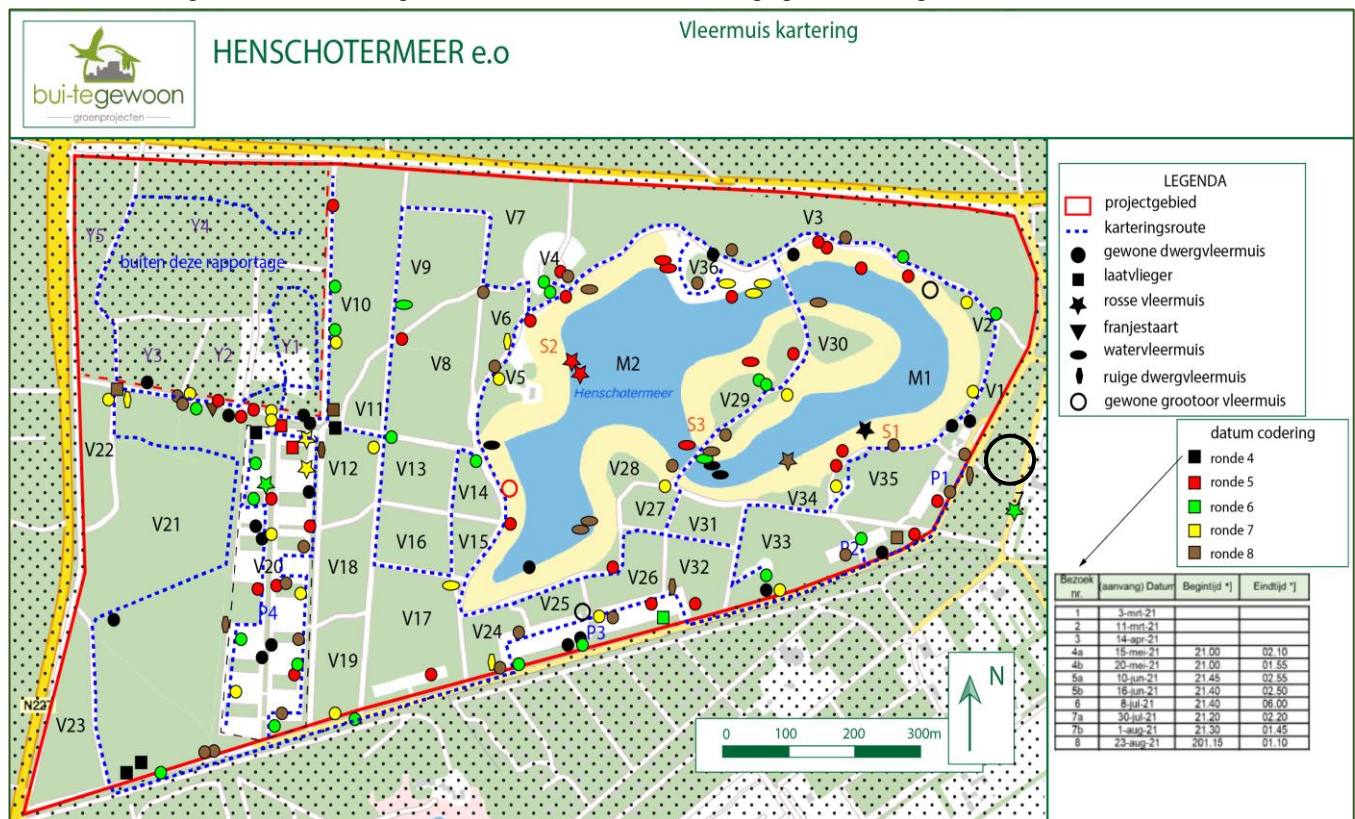 bui-tegewoon
groenprojecten
HENSCHOTERMEER e.o
Vleermuis kartering
Y5
Y4
buiten deze rapportage
Y3
Y2
Y1
V10
V9
V7
V8
V6
V5
V4
S2
M2
Henschotermeer
V36
V3
V30
M1
V2
V1
V29
S3
S1
V22
V11
V12
V13
V14
V28
V34
V35
P1
V21
V16
V15
V27
V31
V33
P2
V20
P4
V18
V17
V26
V32
V25
V24
P3
V19
V23
N22
N
0 100 200 300m
LEGENDA
projectgebied
karteringsroute
gewone dwergvleermuis
laatvlieger
rosse vleermuis
franjestaart
watervleermuis
ruige dwergvleermuis
gewone grootoor vleermuis
datum codering
ronde 4
ronde 5
ronde 6
ronde 7
ronde 8
Bezoek nr. (aanvang) Datum Begintijd *] Eindtijd *]
1 3-mrt-21
2 11-mrt-21
3 14-apr-21
4a 15-mei-21 21.00 02.10
4b 20-mei-21 21.00 01.55
5a 10-jun-21 21.45 02.55
5b 16-jun-21 21.40 02.50
6 8-jul-21 21.40 06.00
7a 30-jul-21 21.20 02.20
7b 1-aug-21 21.30 01.45
8 23-aug-21 201.15 01.10